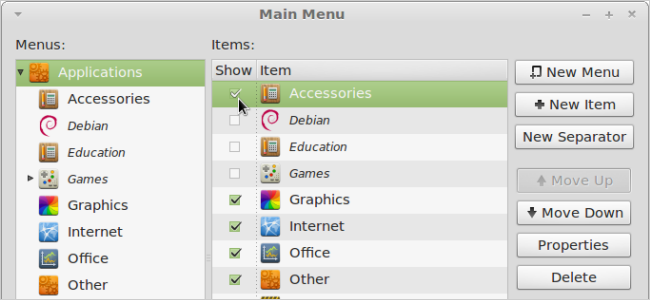 Main Menu
Menus:
Applications
Accessories
Debian
Education
Games
Graphics
Internet
Office
Other
Items:
Show Item
Accessories
Debian
Education
Games
Graphics
Internet
Office
Other
New Menu
New Item
New Separator
Move Up
Move Down
Properties
Delete